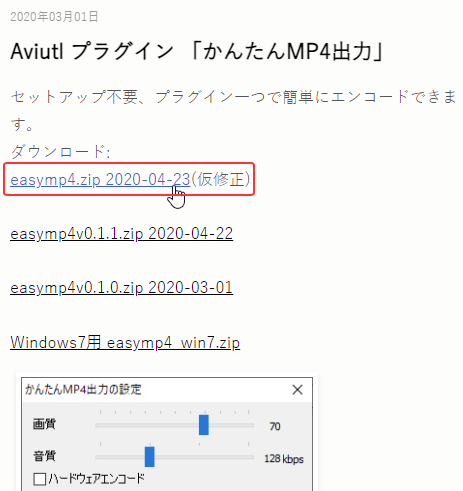 2020年03月01日
Aviutl プラグイン 「かんたんMP4出力」
セットアップ不要、プラグイン一つで簡単にエンコードできま
す。
ダウンロード:
easymp4.zip 2020-04-23(仮修正)
easymp4v0.1.1.zip 2020-04-22
easymp4v0.1.0.zip 2020-03-01
Windows7用 easymp4_win7.zip
かんたんMP4出力の設定
画質 70
音質 128 kbps
ハードウェアエンコード